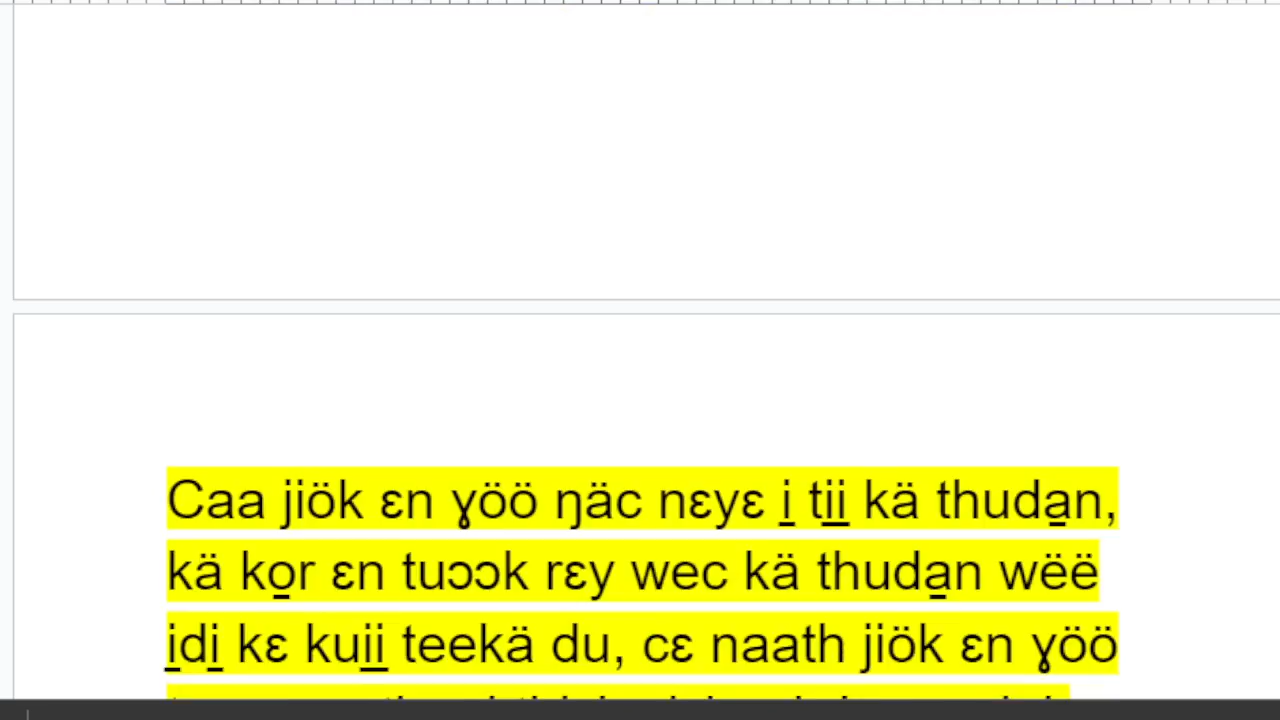 Caa jiök ɛn ɣöö ŋäc nɛyɛ i̱ ti̱i̱ kä thuda̱n,
kä ko̱r ɛn tuɔɔk rɛy wec kä thuda̱n wëë
i̱di̱ kɛ kui̱i̱ teekä du, cɛ naath jiök ɛn ɣöö